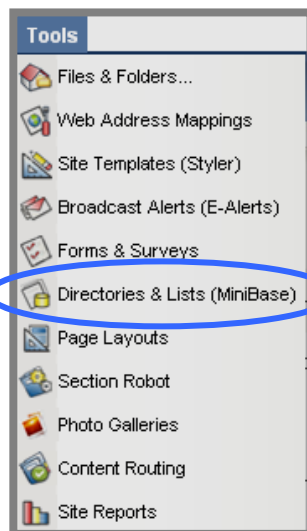 Tools
Files & Folders...
Web Address Mappings
Site Templates (Styler)
Broadcast Alerts (E-Alerts)
Forms & Surveys
Directories & Lists (MiniBase)
Page Layouts
Section Robot
Photo Galleries
Content Routing
Site Reports